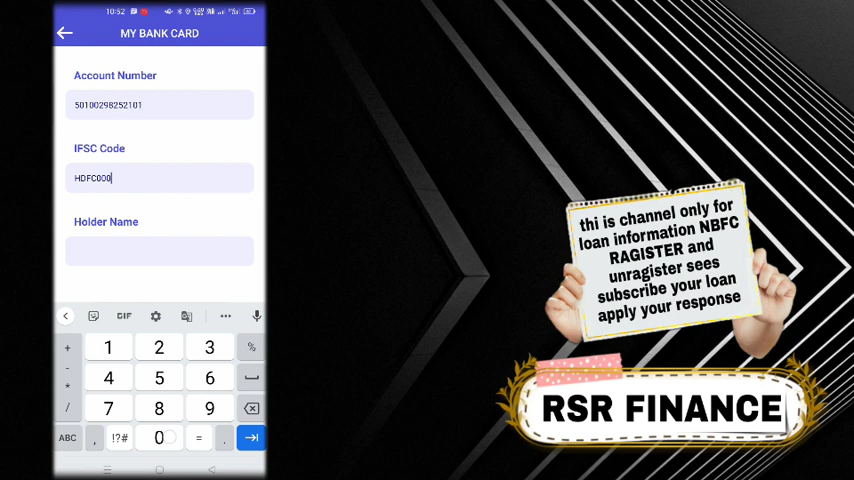 10:52
MY BANK CARD
Account Number
50100298252101
IFSC Code
HDFC000
Holder Name
GIF
+ 1 2 3 %
- 4 5 6
*
/ 7 8 9
ABC , !?# 0 = .
thi is channel only for
loan information NBFC
RAGISTER and
unragister sees
subscribe your loan
apply your response
RSR FINANCE